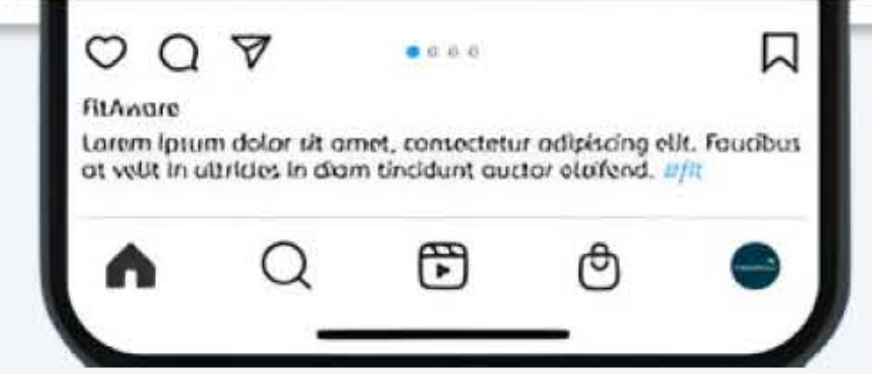 FitAware
Lorem ipsum dolor sit amet, consectetur adipiscing elit. Faucibus
at velit in ultricies in diam tincidunt auctor eleifend. #fit